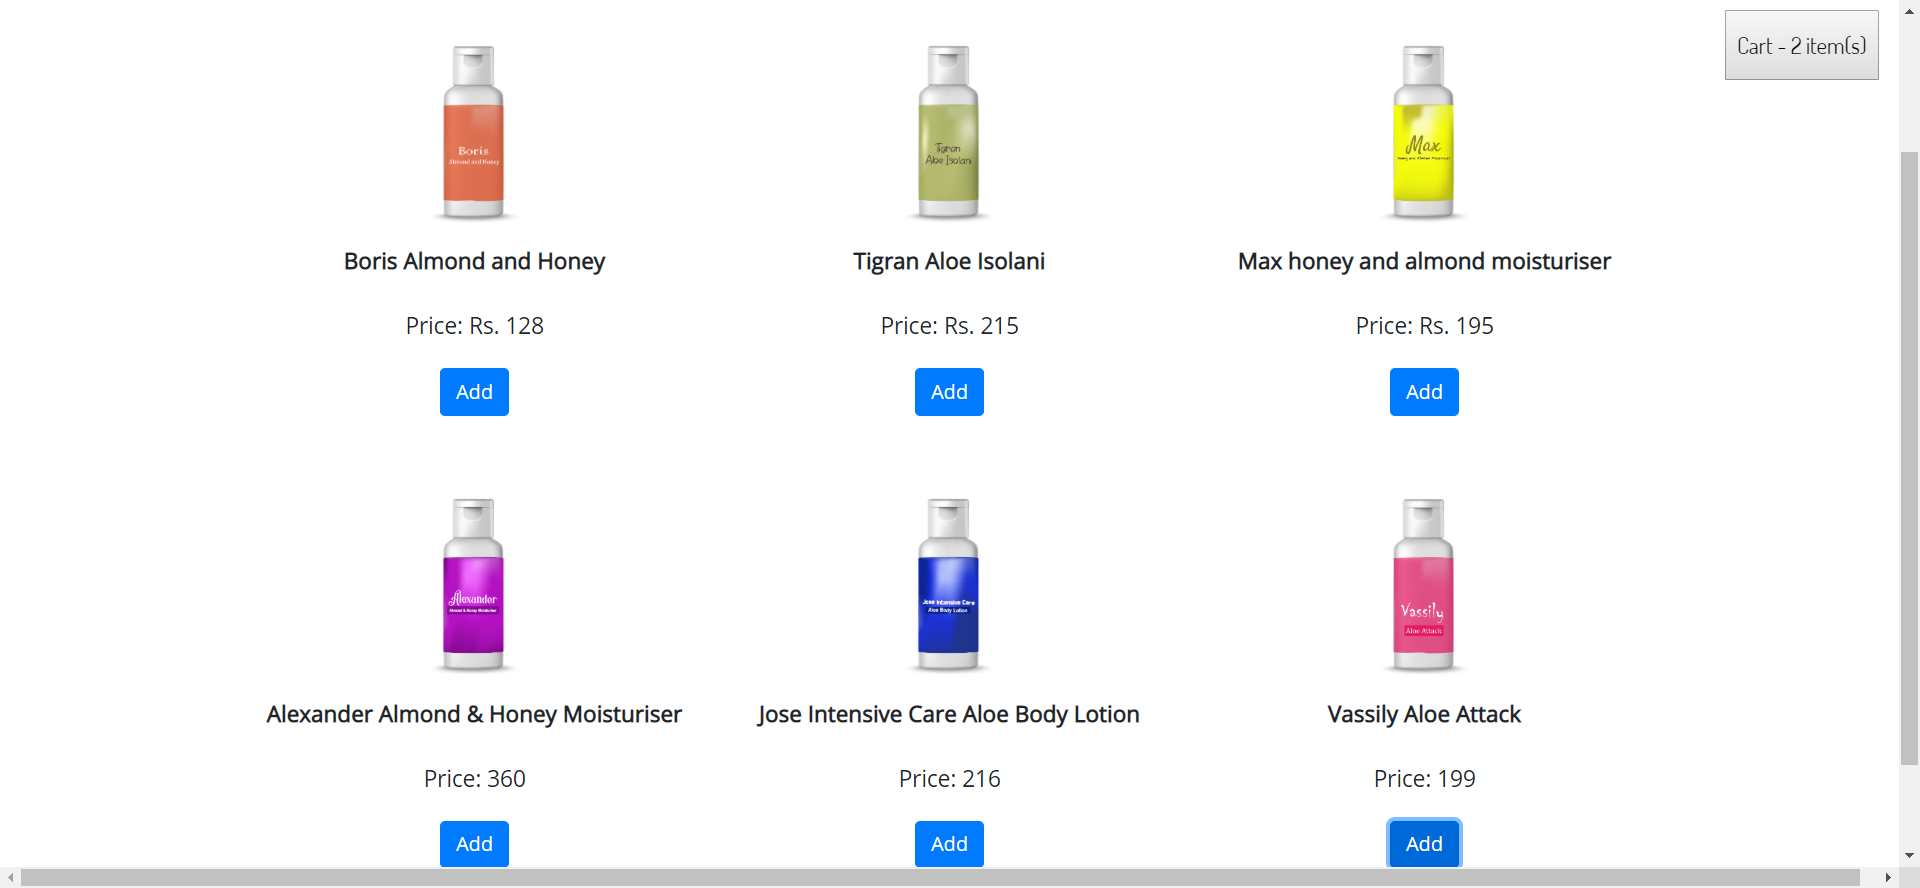 Cart - 2 item(s)
Boris
Almond and Honey
Tigran
Aloe Isolani
Max
Boris Almond and Honey
Tigran Aloe Isolani
Max honey and almond moisturiser
Price: Rs. 128
Price: Rs. 215
Price: Rs. 195
Add
Add
Add
Alexander
Almond & Honey Moisturiser
Jose Intensive Care
Aloe Body Lotion
Vassily
Aloe Attack
Alexander Almond & Honey Moisturiser
Jose Intensive Care Aloe Body Lotion
Vassily Aloe Attack
Price: 360
Price: 216
Price: 199
Add
Add
Add